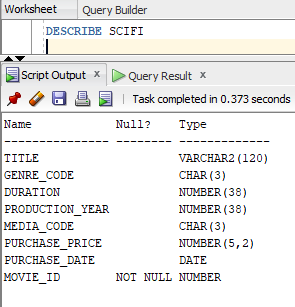 Worksheet Query Builder
DESCRIBE SCIFI
Script Output x Query Result x
Task completed in 0.373 seconds
Name Null? Type
--------------- -------- -------------
TITLE VARCHAR2(120)
GENRE_CODE CHAR(3)
DURATION NUMBER(38)
PRODUCTION_YEAR NUMBER(38)
MEDIA_CODE CHAR(3)
PURCHASE_PRICE NUMBER(5,2)
PURCHASE_DATE DATE
MOVIE_ID NOT NULL NUMBER